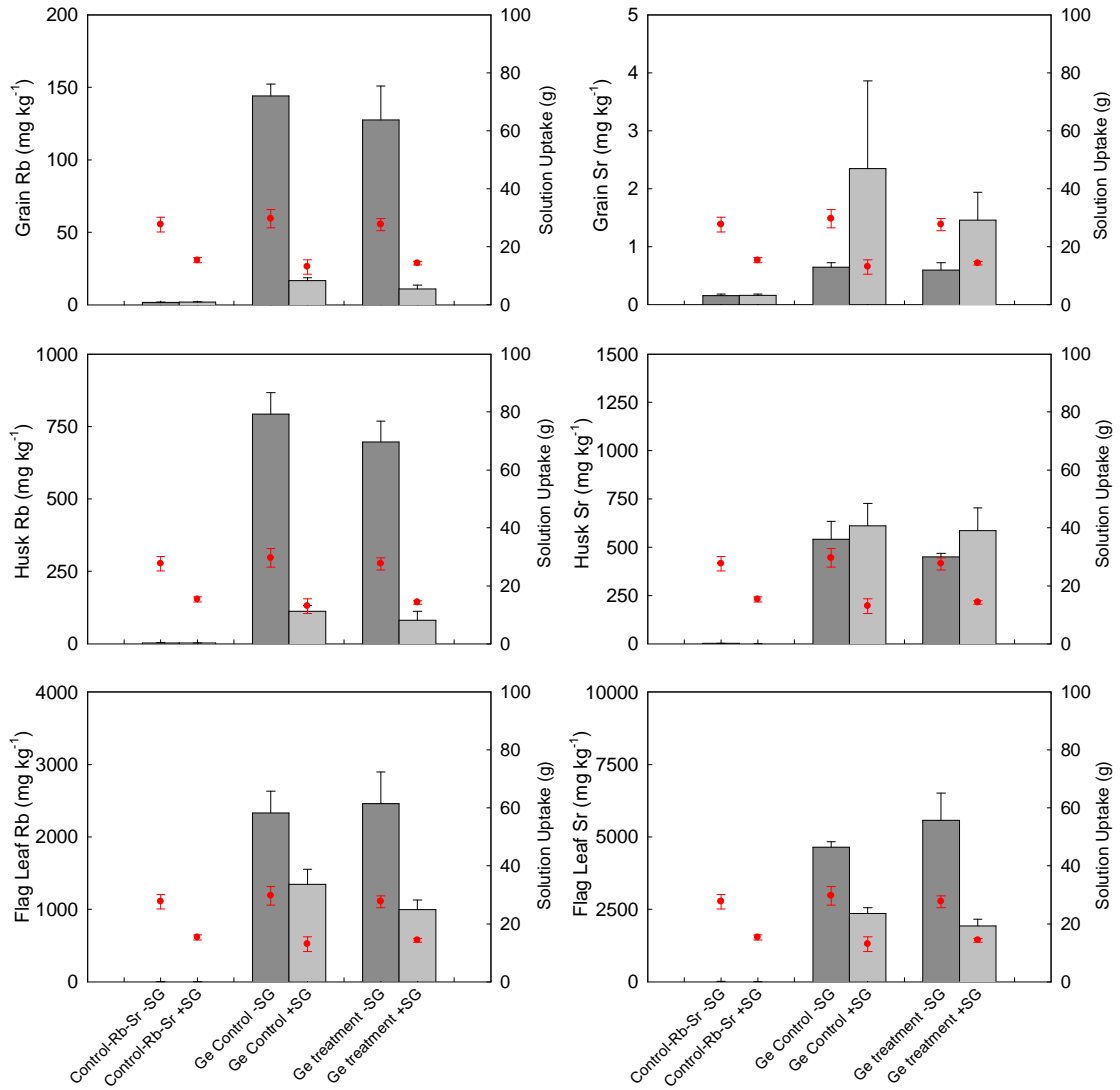 200
150
100
50
0
Grain Rb (mg kg⁻¹)
100
80
60
40
20
0
Solution Uptake (g)
5
4
3
2
1
0
Grain Sr (mg kg⁻¹)
100
80
60
40
20
0
Solution Uptake (g)
1000
750
500
250
0
Husk Rb (mg kg⁻¹)
100
80
60
40
20
0
Solution Uptake (g)
1500
1250
1000
750
500
250
0
Husk Sr (mg kg⁻¹)
100
80
60
40
20
0
Solution Uptake (g)
4000
3000
2000
1000
0
Flag Leaf Rb (mg kg⁻¹)
100
80
60
40
20
0
Solution Uptake (g)
Control-Rb-Sr -SG
Control-Rb-Sr +SG
Ge Control -SG
Ge Control +SG
Ge treatment -SG
Ge treatment +SG
10000
7500
5000
2500
0
Flag Leaf Sr (mg kg⁻¹)
100
80
60
40
20
0
Solution Uptake (g)
Control-Rb-Sr -SG
Control-Rb-Sr +SG
Ge Control -SG
Ge Control +SG
Ge treatment -SG
Ge treatment +SG